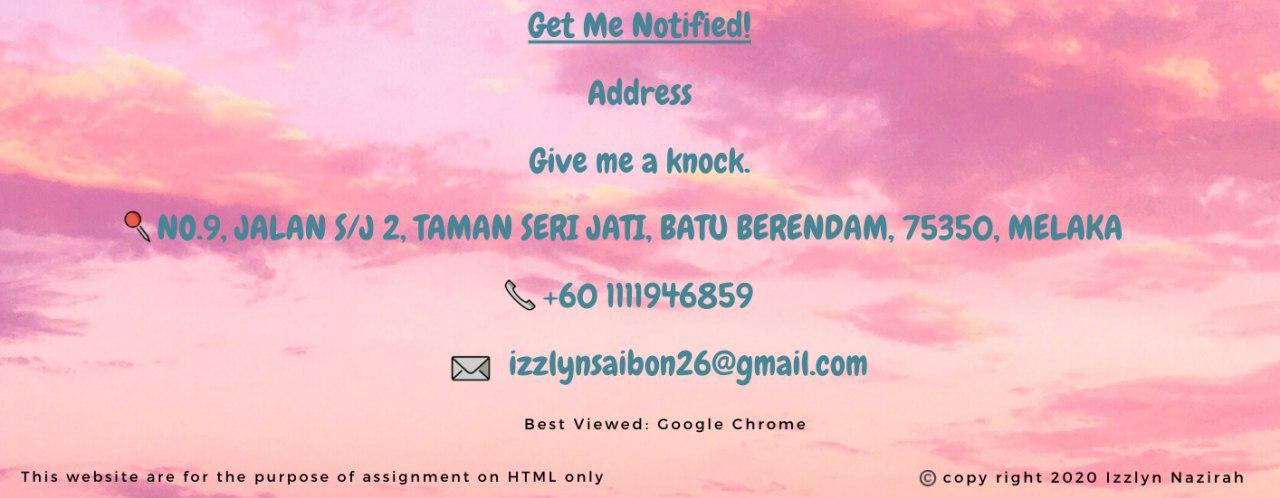 Get Me Notified!
Address
Give me a knock.
NO.9, JALAN S/J 2, TAMAN SERI JATI, BATU BERENDAM, 75350, MELAKA
+60 1111946859
izzlynsaibon26@gmail.com
Best Viewed: Google Chrome
This website are for the purpose of assignment on HTML only
© copy right 2020 Izzlyn Nazirah